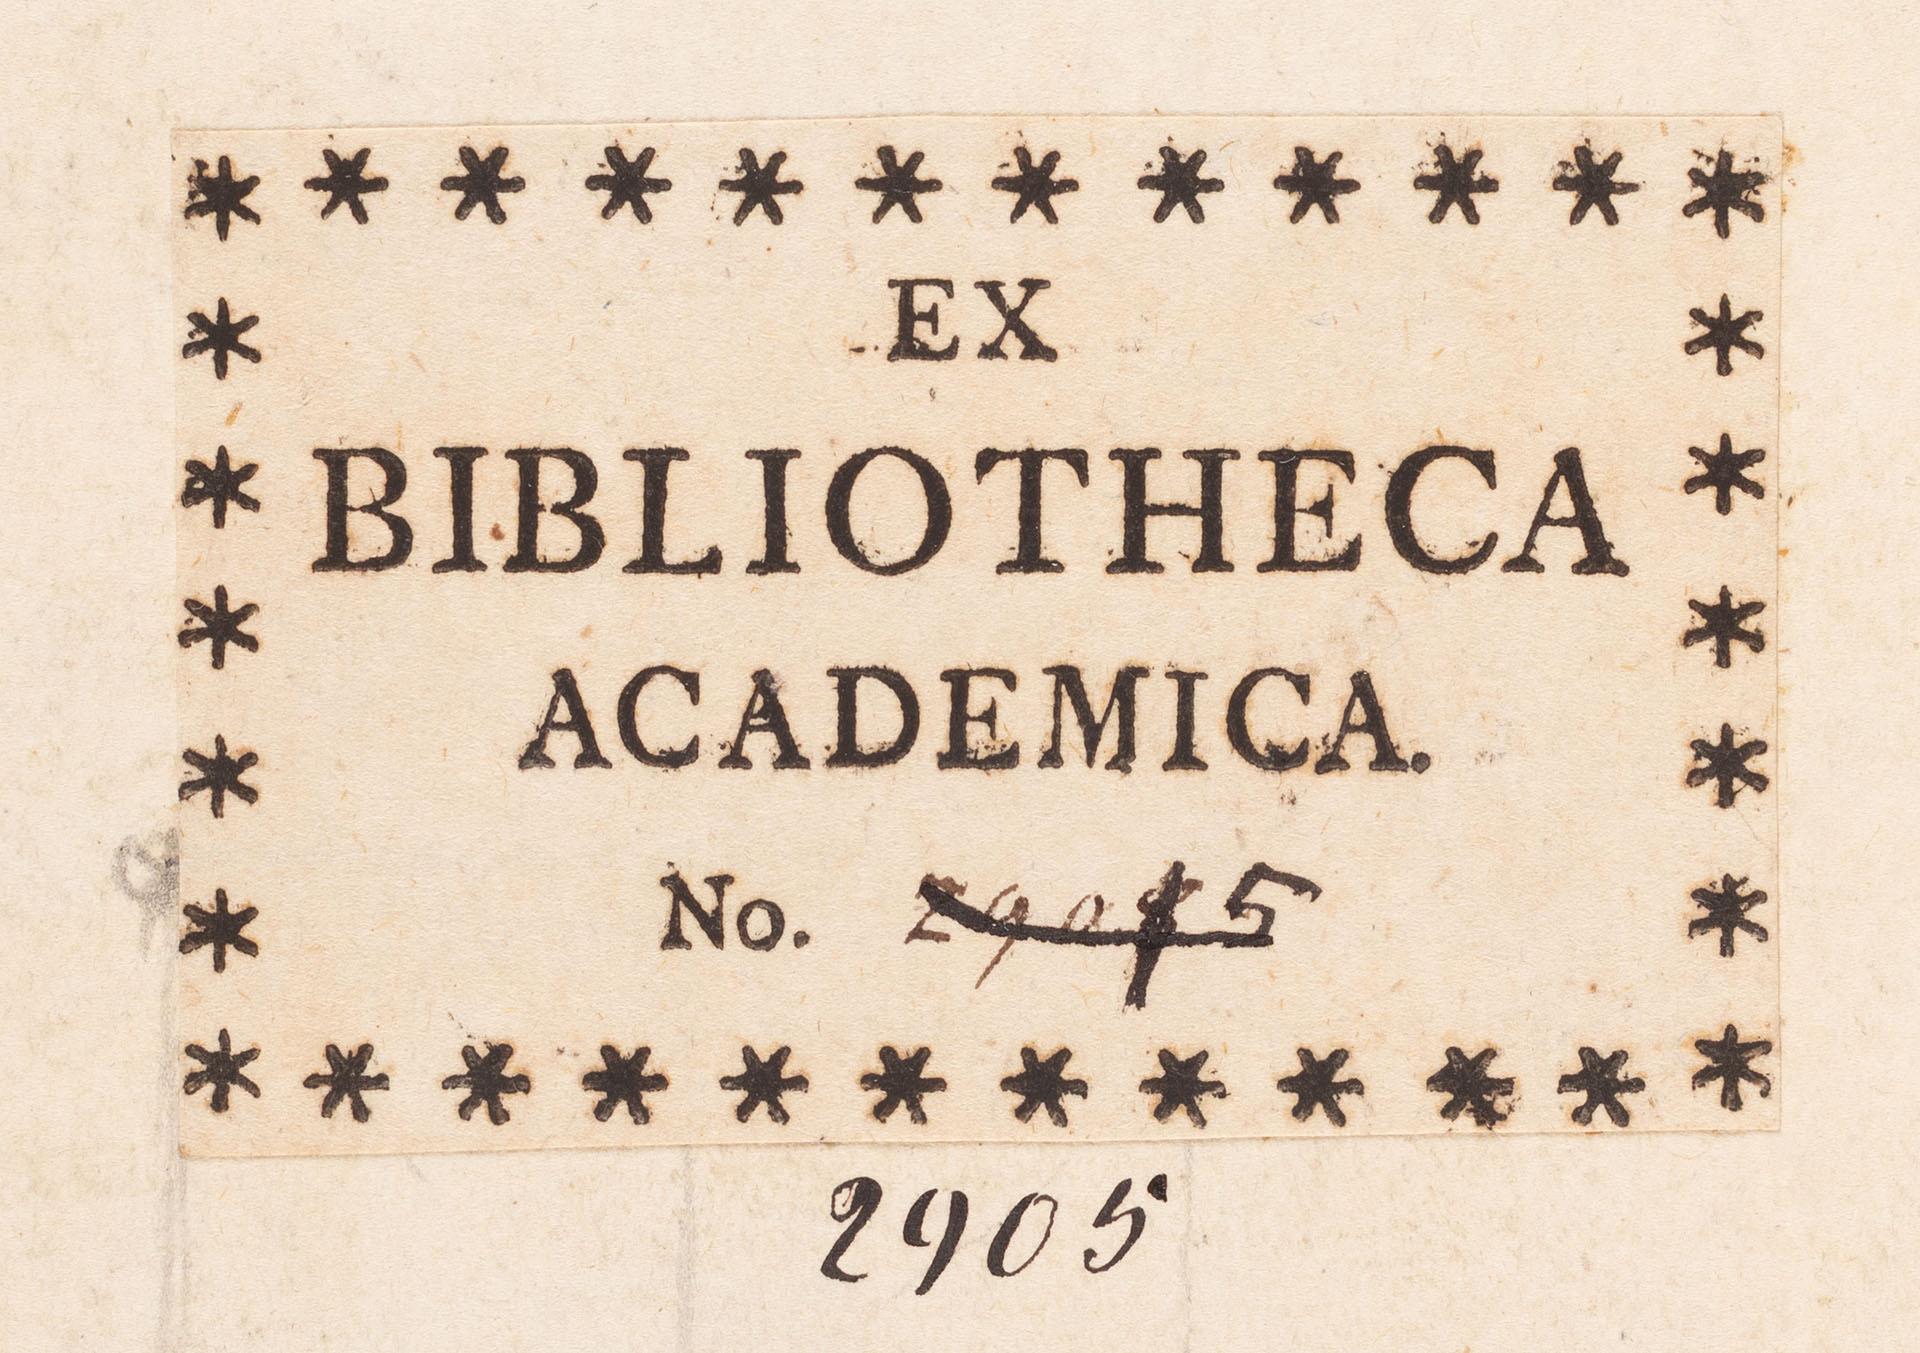 EX
BIBLIOTHECA
ACADEMICA.
No.
2905